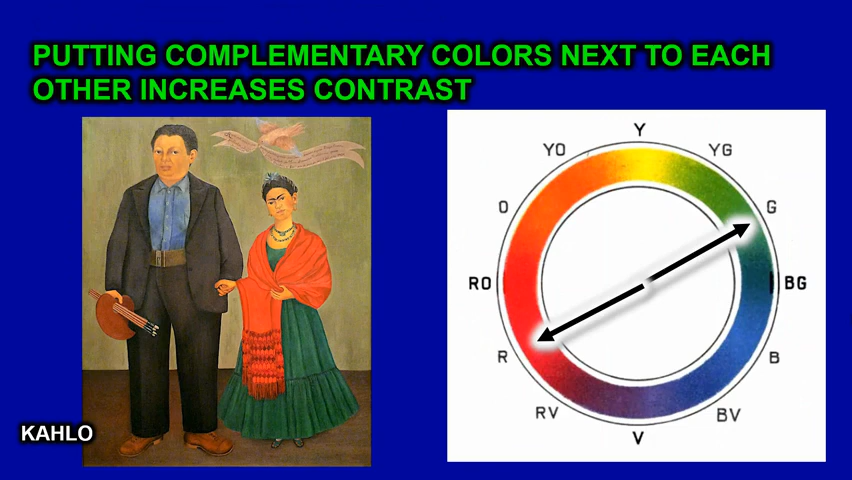 PUTTING COMPLEMENTARY COLORS NEXT TO EACH
OTHER INCREASES CONTRAST
Y
YO
YG
O
G
RO
BG
R
B
RV
BV
V
KAHLO